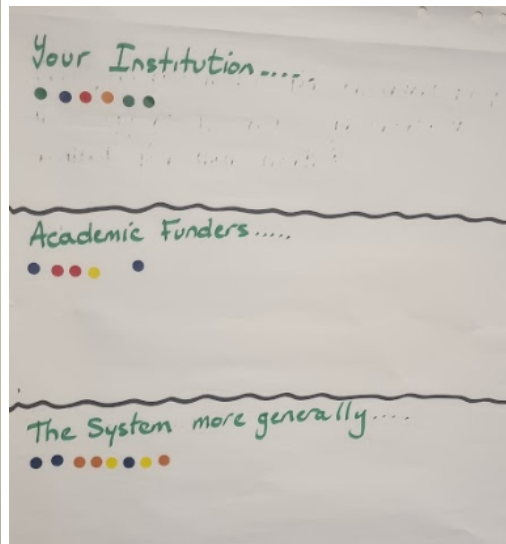 Your Institution.....
Academic Funders.....
The System more generally....